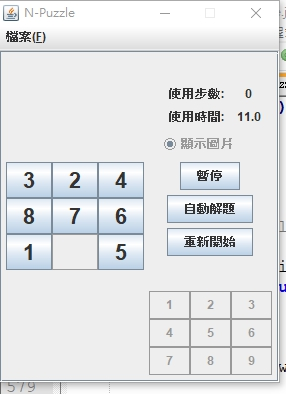 N-Puzzle
檔案(F)
使用步數: 0
使用時間: 11.0
顯示圖片
3 2 4
8 7 6
1 5
暫停
自動解題
重新開始
1 2 3
4 5 6
7 8 9
579